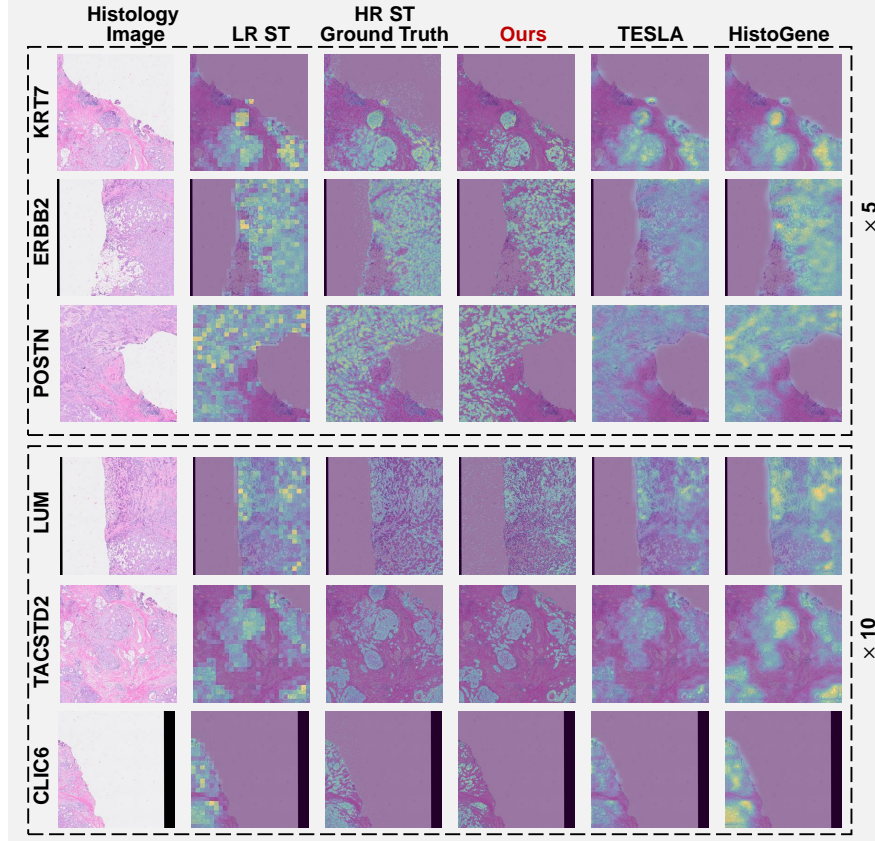 Histology
Image
LR ST
HR ST
Ground Truth
Ours
TESLA
HistoGene
KRT7
ERBB2
POSTN
× 5
LUM
TACSTD2
CLIC6
× 10